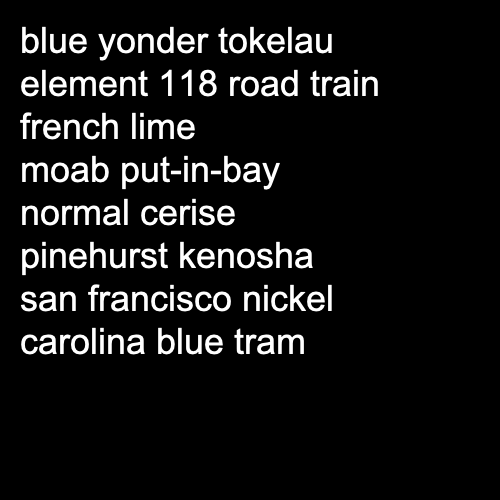 blue yonder tokelau
element 118 road train
french lime
moab put-in-bay
normal cerise
pinehurst kenosha
san francisco nickel
carolina blue tram